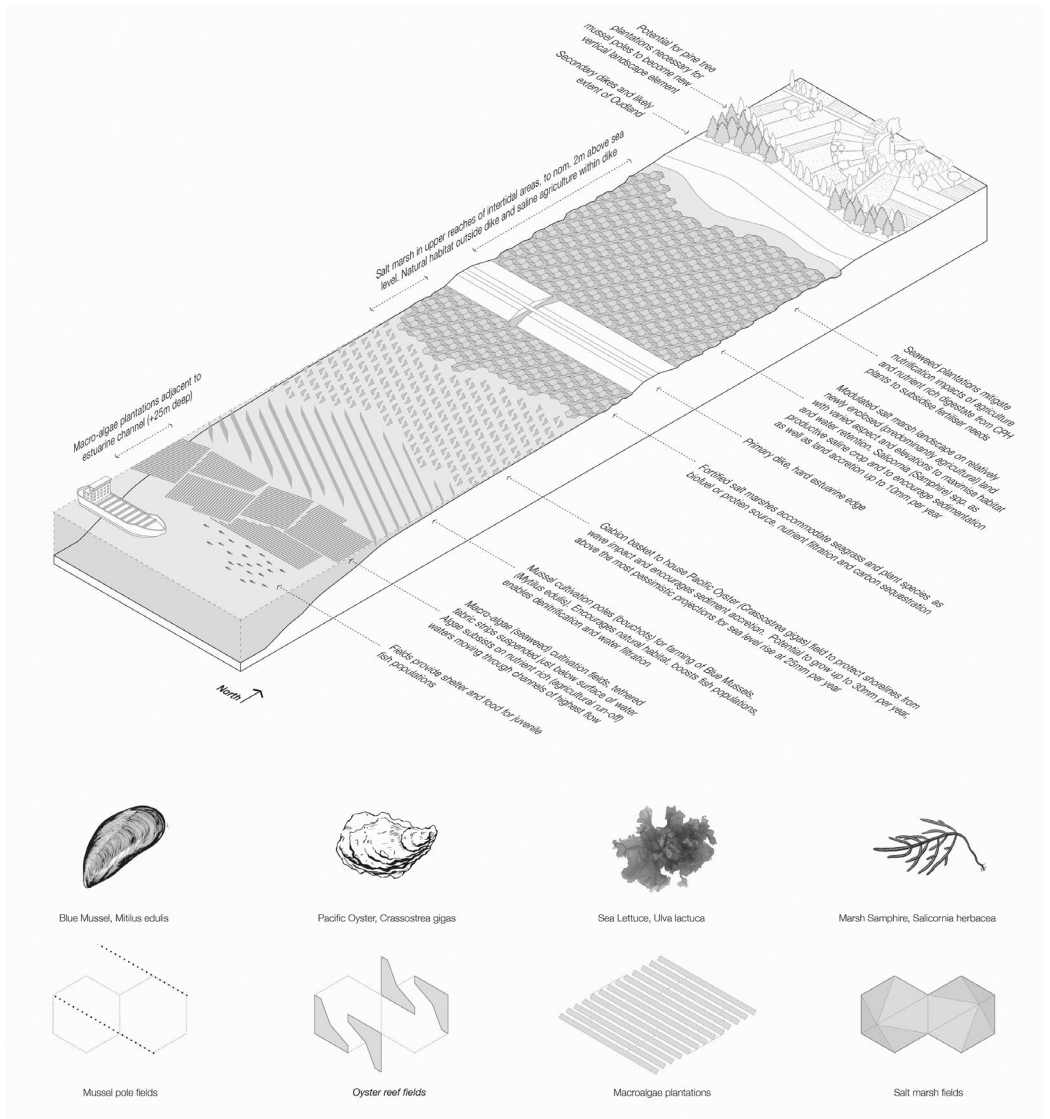 Potential for pine tree
plantations necessary for
mussel poles to become new
vertical landscape element
Secondary dikes and likely
extent of Oudland
Salt marsh in upper reaches of intertidal areas, to nom. 2m above sea
level. Natural habitat outside dike and saline agriculture within dike
Macro-algae plantations adjacent to
estuarine channel (+25m deep)
Seaweed plantations mitigate
nutrification impacts of agriculture
and nutrient rich digestate from CPH
plants to subsidise fertiliser needs
Modulated salt marsh landscape on relatively
newly enclosed (predominantly agricultural) land
with varied aspect and elevations to maximise habitat
and water retention. Salicornia (Samphire) spp. as
productive saline crop and to encourage sedimentation
as well as land accretion up to 10mm per year
Primary dike, hard estuarine edge
Fortified salt marshes accommodate seagrass and plant species as
biofuel or protien source, nutrient filtration and carbon sequestration
Gabion basket to house Pacific Oyster (Crassostrea gigas) field to protect shorelines from
wave impact and encourages sediment accretion. Potential to grow up to 30mm per year,
above the most pessimistic projections for sea level rise at 25mm per year
Mussel cultivation poles (bouchots) for farming of Blue Mussels,
(Mytilus edulis). Encourages natural habitat, boosts fish populations,
enables denitrification and water filtration
Macro-algae (seaweed) cultivation fields, tethered
fabric strips suspended just below surface of water
Algae subsists on nutrient rich (agricultural run-off)
waters moving through channels of highest flow
Fields provide shelter and food for juvenile
fish populations
North
Blue Mussel, Mitilus edulis
Pacific Oyster, Crassostrea gigas
Sea Lettuce, Ulva lactuca
Marsh Samphire, Salicornia herbacea
Mussel pole fields
Oyster reef fields
Macroalgae plantations
Salt marsh fields